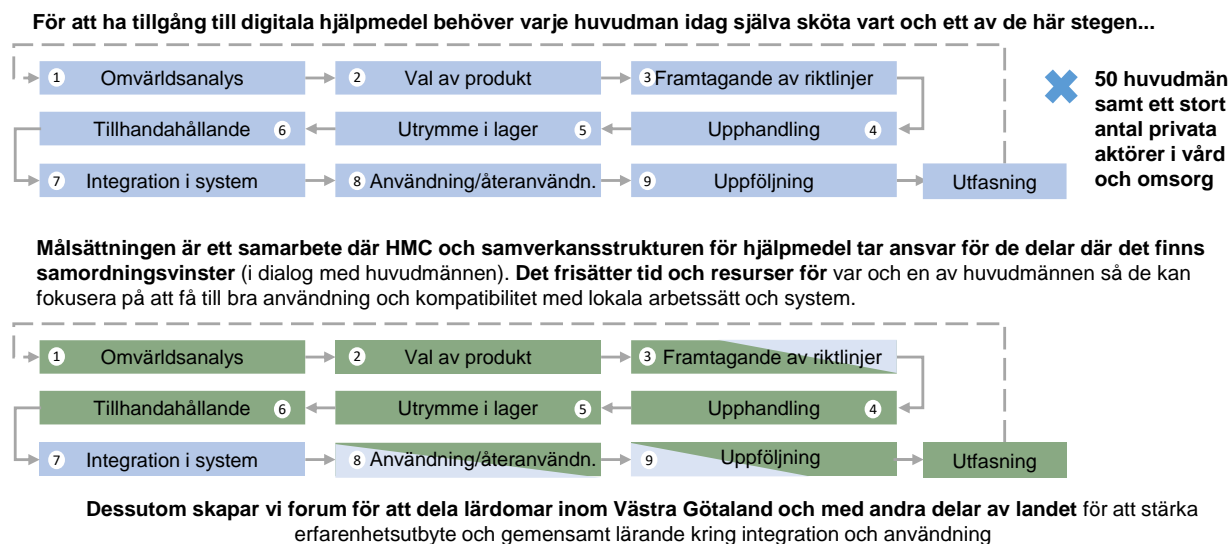 För att ha tillgång till digitala hjälpmedel behöver varje huvudman idag själva sköta vart och ett av de här stegen...
1 Omvärldsanalys
2 Val av produkt
3 Framtagande av riktlinjer
Tillhandahållande 6
Utrymme i lager 5
Upphandling 4
7 Integration i system
8 Användning/återanvändn.
9 Uppföljning
Utfasning
50 huvudmän
samt ett stort
antal privata
aktörer i vård
och omsorg
Målsättningen är ett samarbete där HMC och samverkansstrukturen för hjälpmedel tar ansvar för de delar där det finns
samordningsvinster (i dialog med huvudmännen). Det frisätter tid och resurser för var och en av huvudmännen så de kan
fokusera på att få till bra användning och kompatibilitet med lokala arbetssätt och system.
1 Omvärldsanalys
2 Val av produkt
3 Framtagande av riktlinjer
Tillhandahållande 6
Utrymme i lager 5
Upphandling 4
7 Integration i system
8 Användning/återanvändn.
9 Uppföljning
Utfasning
Dessutom skapar vi forum för att dela lärdomar inom Västra Götaland och med andra delar av landet för att stärka
erfarenhetsutbyte och gemensamt lärande kring integration och användning